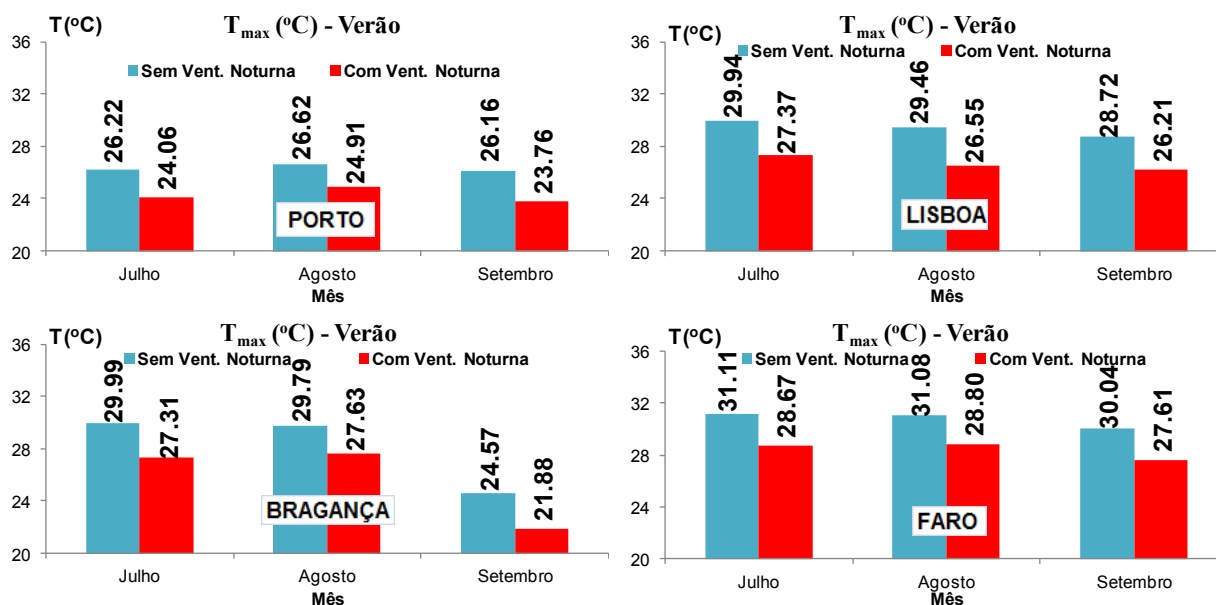 T(ºC)
Tmax (ºC) - Verão
Sem Vent. Noturna
Com Vent. Noturna
36
32
28
24
20
26.22
24.06
26.62
24.91
26.16
23.76
PORTO
Julho
Agosto
Setembro
Mês
T(ºC)
Tmax (ºC) - Verão
Sem Vent. Noturna
Com Vent. Noturna
36
32
28
24
20
29.94
27.37
29.46
26.55
28.72
26.21
LISBOA
Julho
Agosto
Setembro
Mês
T(ºC)
Tmax (ºC) - Verão
Sem Vent. Noturna
Com Vent. Noturna
36
32
28
24
20
29.99
27.31
29.79
27.63
24.57
21.88
BRAGANÇA
Julho
Agosto
Setembro
Mês
T(ºC)
Tmax (ºC) - Verão
Sem Vent. Noturna
Com Vent. Noturna
36
32
28
24
20
31.11
28.67
31.08
28.80
30.04
27.61
FARO
Julho
Agosto
Setembro
Mês